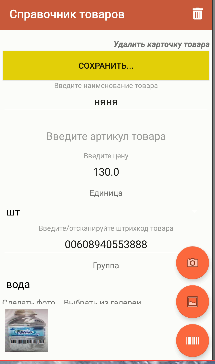 Справочник товаров
Удалить карточку товара
СОХРАНИТЬ...
Введите наименование товара
няня
Введите артикул товара
Введите цену
130.0
Единица
шт
Введите/отсканируйте штрихкод товара
00608940553888
Группа
вода
Сделать фото Выбрать из галереи